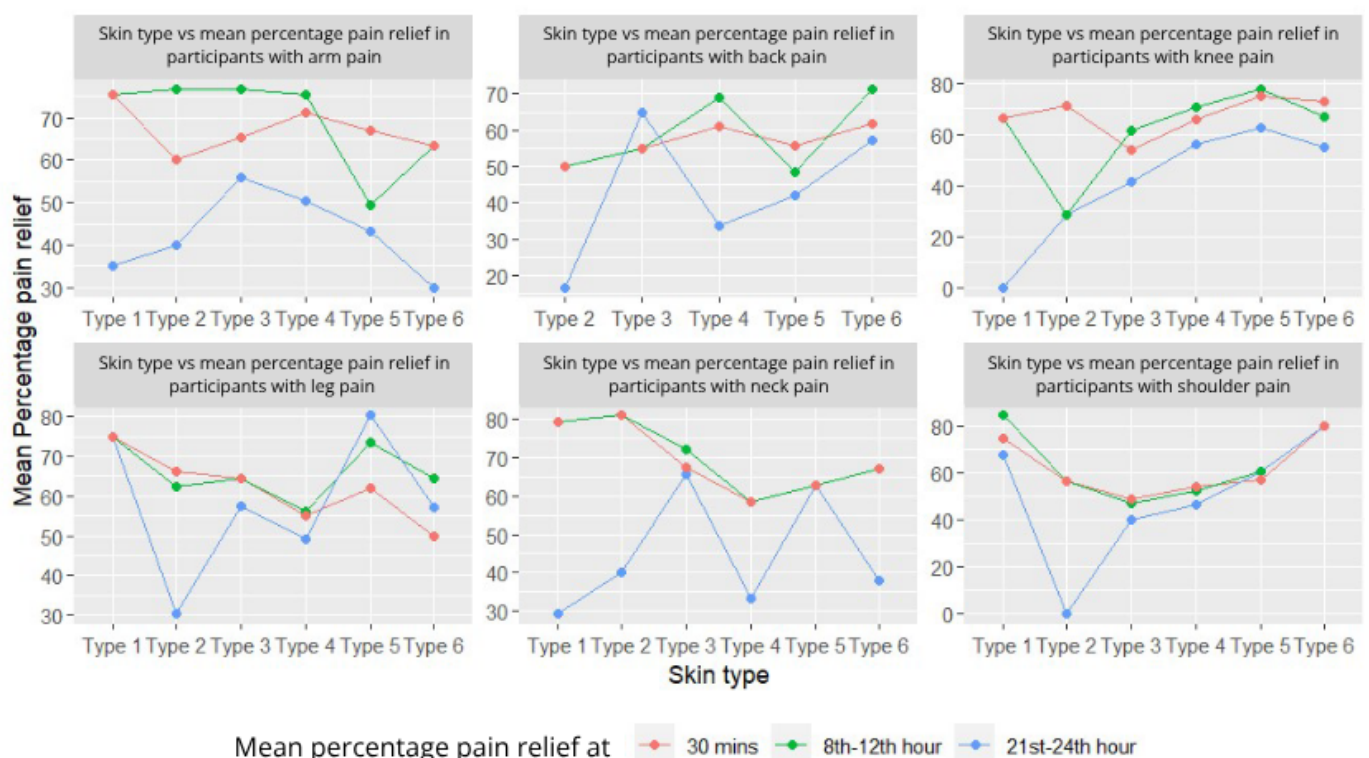 Skin type vs mean percentage pain relief in
participants with arm pain
Skin type vs mean percentage pain relief in
participants with back pain
Skin type vs mean percentage pain relief in
participants with knee pain
Mean Percentage pain relief
70
60
50
40
30
Type 1 Type 2 Type 3 Type 4 Type 5 Type 6
70
60
50
40
30
20
Type 2 Type 3 Type 4 Type 5 Type 6
80
60
40
20
0
Type 1 Type 2 Type 3 Type 4 Type 5 Type 6
Skin type vs mean percentage pain relief in
participants with leg pain
Skin type vs mean percentage pain relief in
participants with neck pain
Skin type vs mean percentage pain relief in
participants with shoulder pain
80
70
60
50
40
30
Type 1 Type 2 Type 3 Type 4 Type 5 Type 6
80
70
60
50
40
30
Type 1 Type 2 Type 3 Type 4 Type 5 Type 6
80
60
40
20
0
Type 1 Type 2 Type 3 Type 4 Type 5 Type 6
Skin type
Mean percentage pain relief at 30 mins 8th-12th hour 21st-24th hour